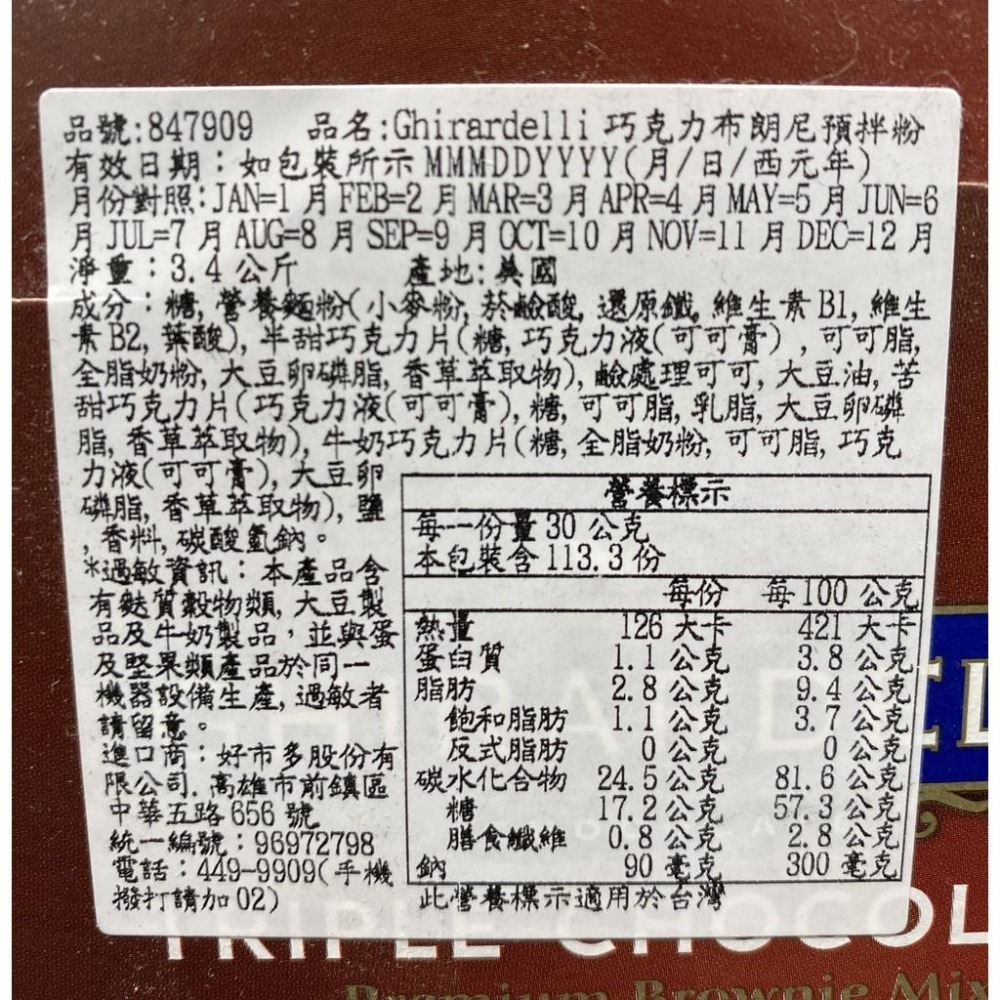 品號:847909 品名:Ghirardelli 巧克力布朗尼預拌粉
有效日期：如包裝所示 MMMDDYYYY(月/日/西元年)
月份對照:JAN=1 月 FEB=2 月 MAR=3 月 APR=4 月 MAY=5 月 JUN=6
月 JUL=7 月 AUG=8 月 SEP=9 月 OCT=10 月 NOV=11 月 DEC=12 月
淨重：3.4 公斤 產地:美國
成分：糖, 營養麵粉(小麥粉, 菸鹼酸, 還原鐵, 維生素 B1, 維生
素 B2, 葉酸), 半甜巧克力片(糖, 巧克力液(可可膏), 可可脂,
全脂奶粉, 大豆卵磷脂, 香草萃取物), 鹼處理可可, 大豆油, 苦
甜巧克力片(巧克力液(可可膏), 糖, 可可脂, 乳脂, 大豆卵磷
脂, 香草萃取物), 牛奶巧克力片(糖, 全脂奶粉, 可可脂, 巧克
力液(可可膏), 大豆卵
磷脂, 香草萃取物), 鹽
, 香料, 碳酸氫鈉。
*過敏資訊：本產品含
有麩質穀物類, 大豆製
品及牛奶製品，並與蛋
及堅果類產品於同一
機器設備生產, 過敏者
請留意。
進口商：好市多股份有
限公司. 高雄市前鎮區
中華五路 656 號
統一編號：96972798
電話：449-9909(手機
撥打請加 02)
營養標示
每一份量 30 公克
本包裝含 113.3 份
每份 每 100 公克
熱量 126 大卡 421 大卡
蛋白質 1.1 公克 3.8 公克
脂肪 2.8 公克 9.4 公克
飽和脂肪 1.1 公克 3.7 公克
反式脂肪 0 公克 0 公克
碳水化合物 24.5 公克 81.6 公克
糖 17.2 公克 57.3 公克
膳食纖維 0.8 公克 2.8 公克
鈉 90 毫克 300 毫克
此營養標示適用於台灣
TRIPLE CHOCOL
Premium Brownie Mix